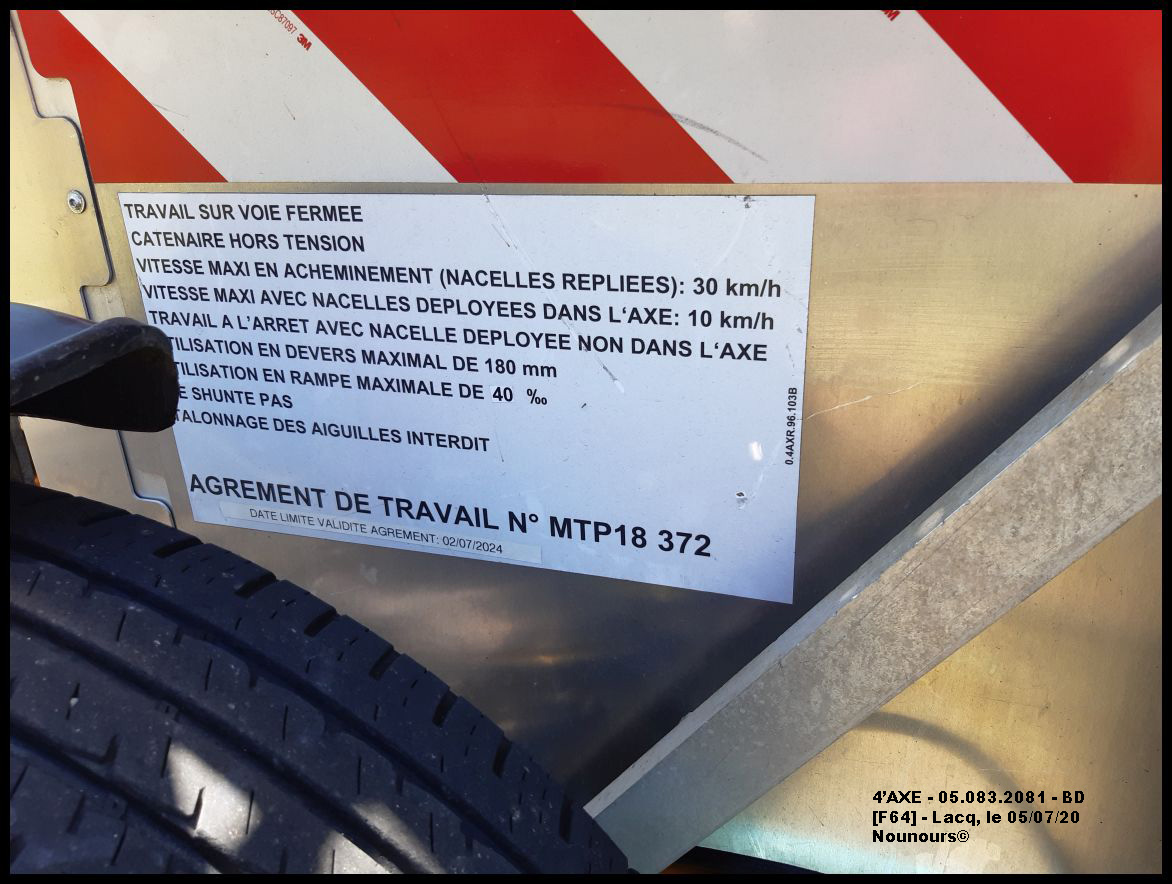 3M
3M
TRAVAIL SUR VOIE FERMEE
CATENAIRE HORS TENSION
VITESSE MAXI EN ACHEMINEMENT (NACELLES REPLIEES): 30 km/h
VITESSE MAXI AVEC NACELLES DEPLOYEES DANS L‘AXE: 10 km/h
TRAVAIL A L‘ARRET AVEC NACELLE DEPLOYEE NON DANS L‘AXE
TILISATION EN DEVERS MAXIMAL DE 180 mm
TILISATION EN RAMPE MAXIMALE DE 40 ‰
E SHUNTE PAS
TALONNAGE DES AIGUILLES INTERDIT
0.4AXR.96.103B
AGREMENT DE TRAVAIL N° MTP18 372
DATE LIMITE VALIDITE AGREMENT: 02/07/2024
4’AXE - 05.083.2081 - BD
[F64] - Lacq, le 05/07/20
Nounours©